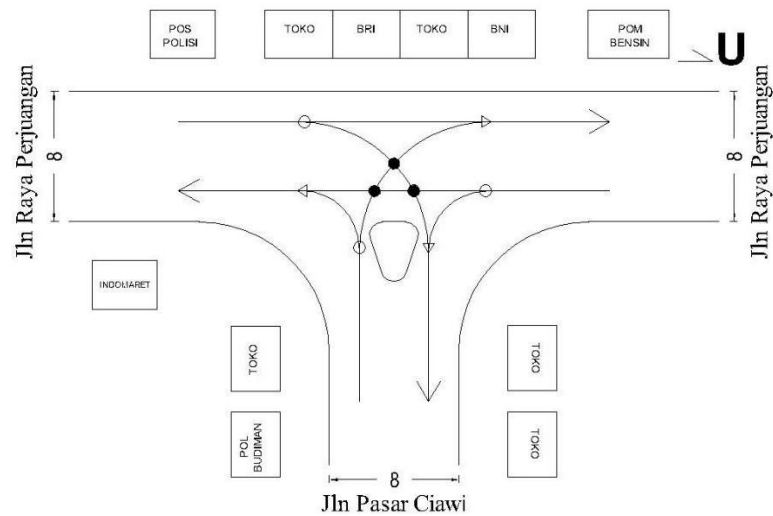 POS
POLISI
TOKO
BRI
TOKO
BNI
POM
BENSIN
U
Jln Raya Perjuangan
8
8
Jln Raya Perjuangan
INDOMARET
TOKO
TOKO
POL
BUDIMAN
TOKO
8
Jln Pasar Ciawi